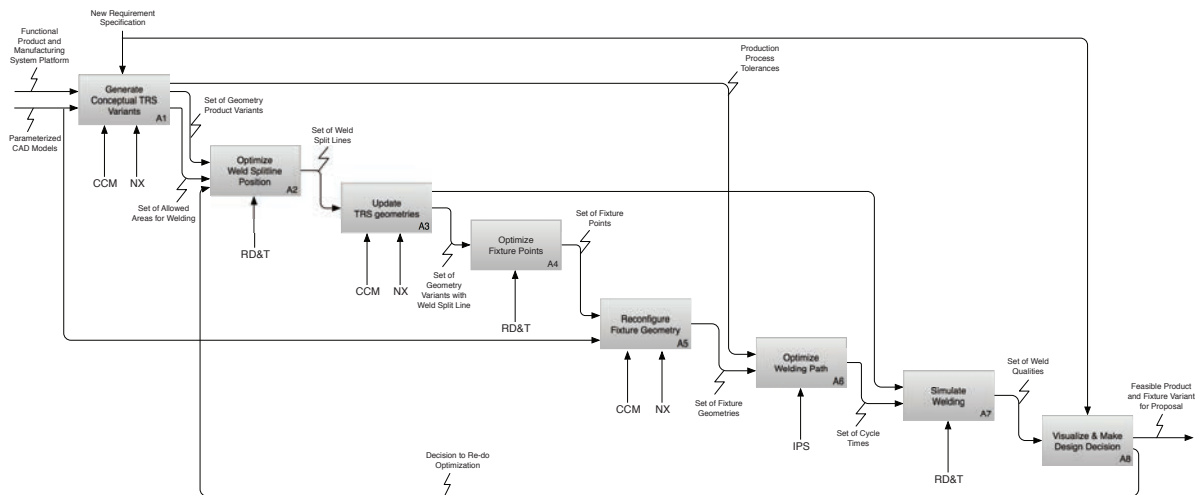 New Requirement
Specification
Functional
Product and
Manufacturing
System Platform
Production
Process
Tolerances
Generate
Conceptual TRS
Variants
A1
Set of Geometry
Product Variants
Parameterized
CAD Models
CCM
NX
Set of Weld
Split Lines
Optimize
Weld Splitline
Position
A2
Set of Allowed
Areas for Welding
RD&T
Update
TRS geometries
A3
CCM
NX
Set of
Geometry
Variants with
Weld Split Line
Set of Fixture
Points
Optimize
Fixture Points
A4
RD&T
Reconfigure
Fixture Geometry
A5
CCM
NX
Set of Fixture
Geometries
Optimize
Welding Path
A6
IPS
Set of Cycle
Times
Simulate
Welding
A7
RD&T
Set of Weld
Qualities
Feasible Product
and Fixture Variant
for Proposal
Visualize & Make
Design Decision
A8
Decision to Re-do
Optimization